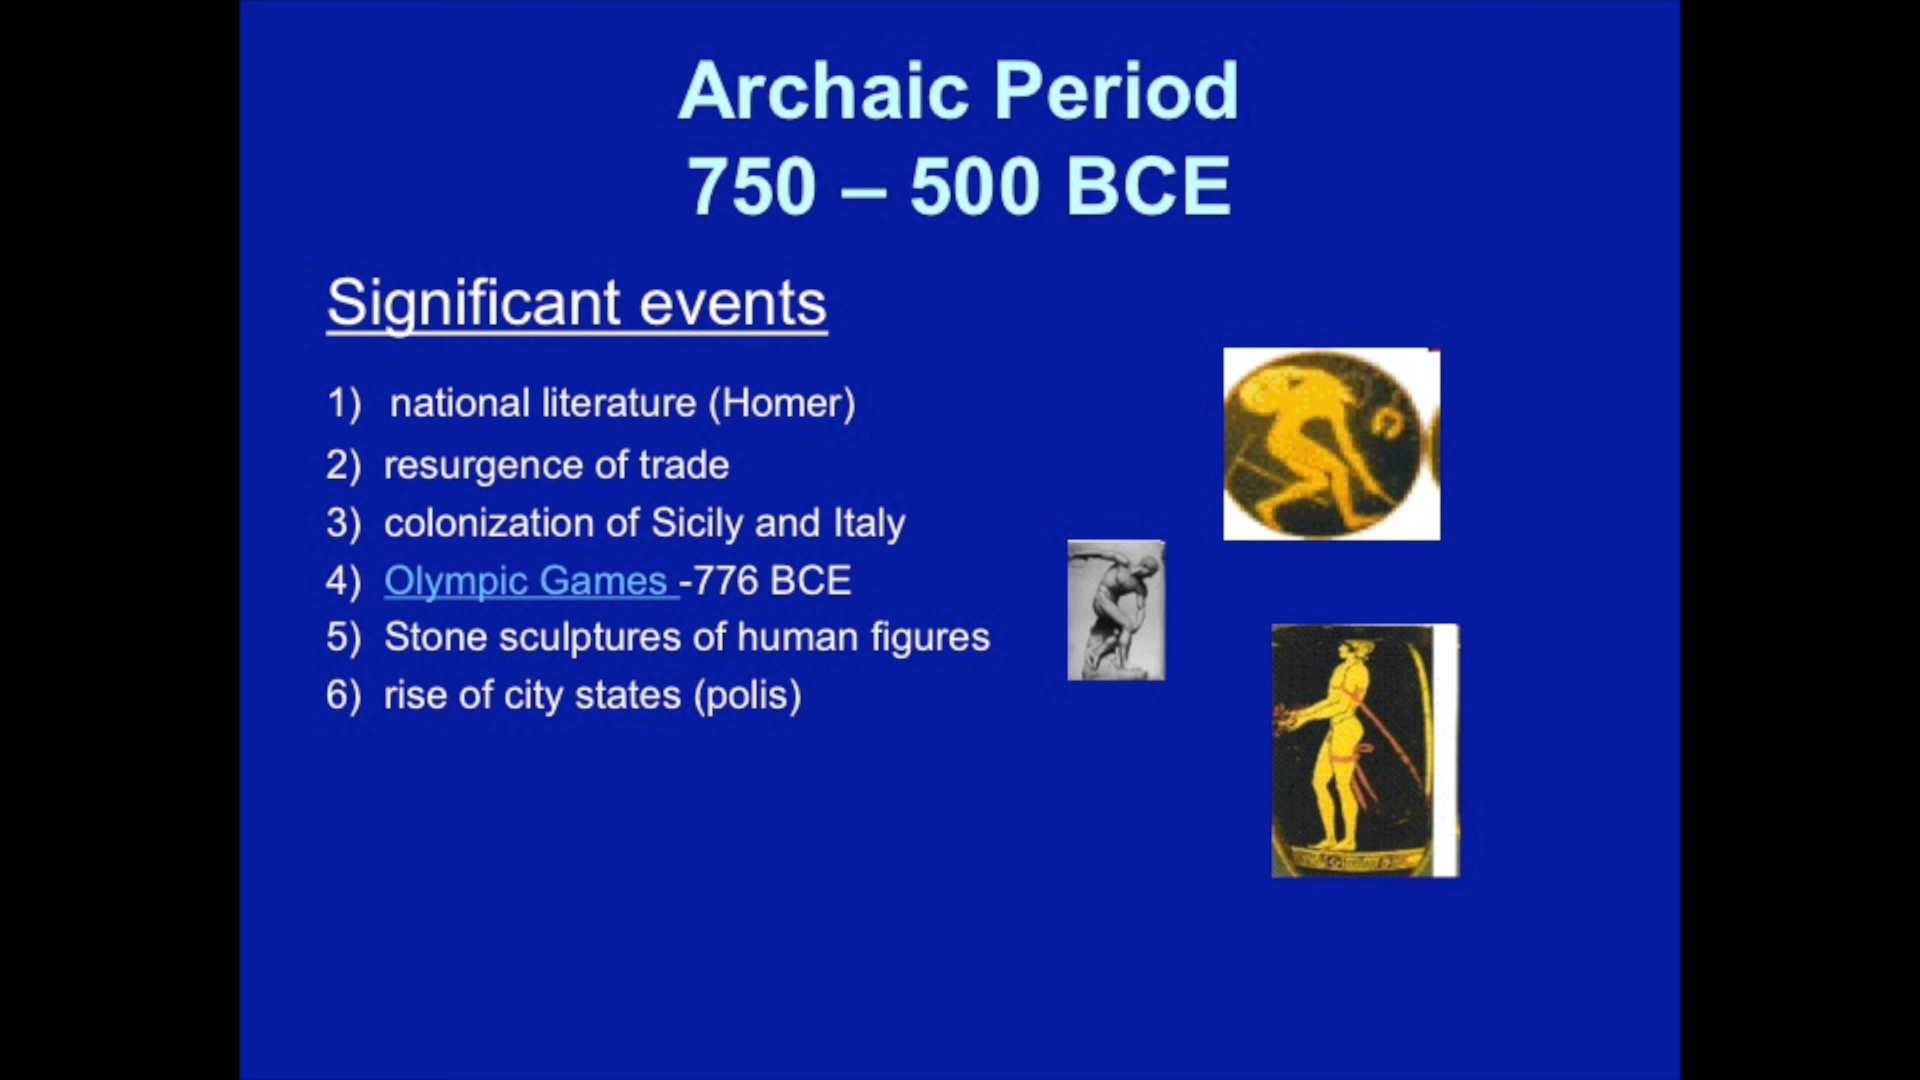 Archaic Period
750 – 500 BCE
Significant events
1) national literature (Homer)
2) resurgence of trade
3) colonization of Sicily and Italy
4) Olympic Games -776 BCE
5) Stone sculptures of human figures
6) rise of city states (polis)